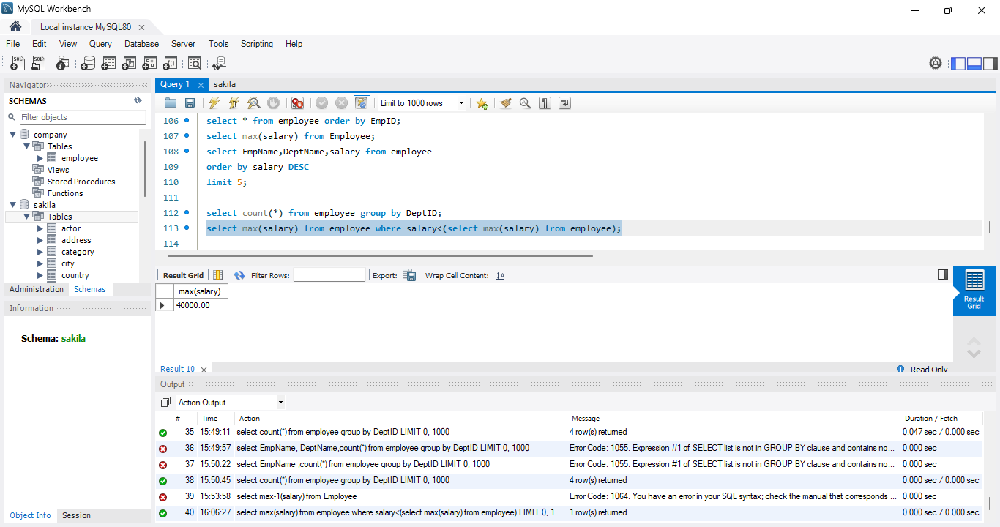 MySQL Workbench
Local instance MySQL80
File Edit View Query Database Server Tools Scripting Help
Navigator
SCHEMAS
Filter objects
company
Tables
employee
Views
Stored Procedures
Functions
sakila
Tables
actor
address
category
city
country
Administration Schemas
Information
Schema: sakila
Object Info Session
Query 1 sakila
Limit to 1000 rows
106 select * from employee order by EmpID;
107 select max(salary) from Employee;
108 select EmpName,DeptName,salary from employee
109 order by salary DESC
110 limit 5;
111
112 select count(*) from employee group by DeptID;
113 select max(salary) from employee where salary<(select max(salary) from employee);
114
Result Grid Filter Rows: Export: Wrap Cell Content:
max(salary)
40000.00
Result Grid
Result 10 Read Only
Output
Action Output
# Time Action Message Duration / Fetch
35 15:49:11 select count(*) from employee group by DeptID LIMIT 0, 1000 4 row(s) returned 0.047 sec / 0.000 sec
36 15:49:57 select EmpName, DeptName,count(*) from employee group by DeptID LIMIT 0, 1000 Error Code: 1055. Expression #1 of SELECT list is not in GROUP BY clause and contains no... 0.000 sec
37 15:50:22 select EmpName ,count(*) from employee group by DeptID LIMIT 0, 1000 Error Code: 1055. Expression #1 of SELECT list is not in GROUP BY clause and contains no... 0.000 sec
38 15:50:45 select count(*) from employee group by DeptID LIMIT 0, 1000 4 row(s) returned 0.000 sec / 0.000 sec
39 15:53:58 select max-1(salary) from Employee Error Code: 1064. You have an error in your SQL syntax; check the manual that corresponds ... 0.000 sec
40 16:06:27 select max(salary) from employee where salary<(select max(salary) from employee) LIMIT 0, 1... 1 row(s) returned 0.000 sec / 0.000 sec